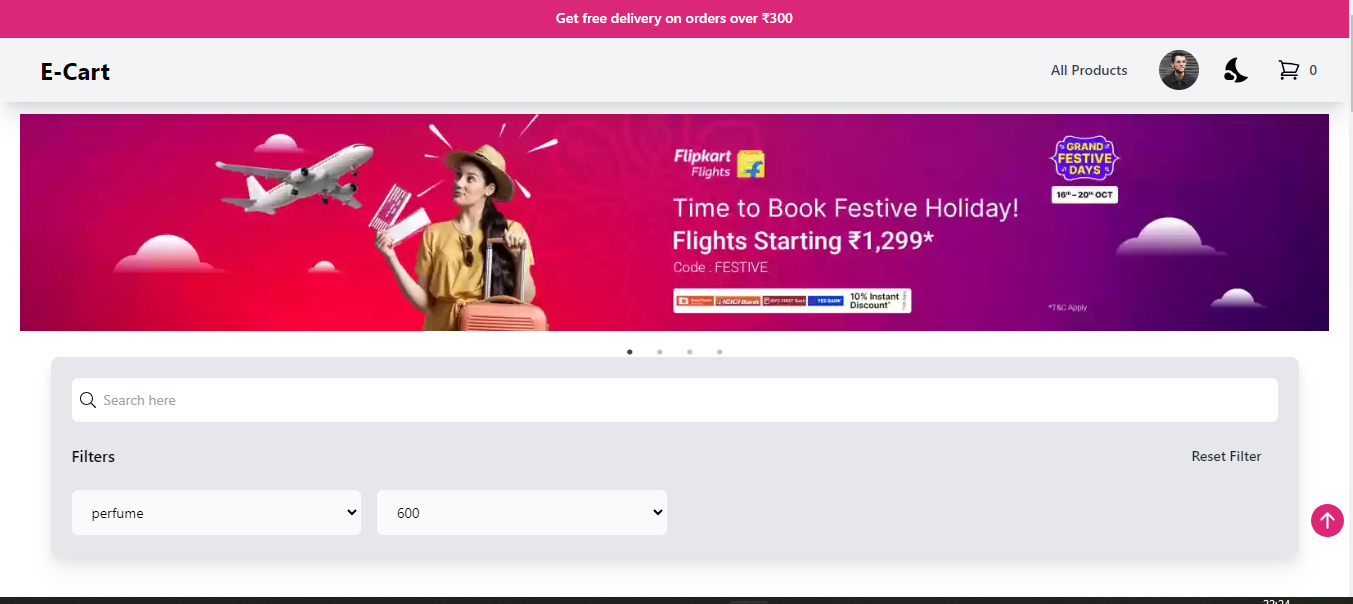 Get free delivery on orders over ₹300
E-Cart
All Products
0
Flipkart
Flights
GRAND
FESTIVE
DAYS
16th - 20th OCT
Time to Book Festive Holiday!
Flights Starting ₹1,299*
Code : FESTIVE
ICICI Bank
YES BANK
10% Instant
Discount*
*T&C Apply
Search here
Filters
Reset Filter
perfume
600